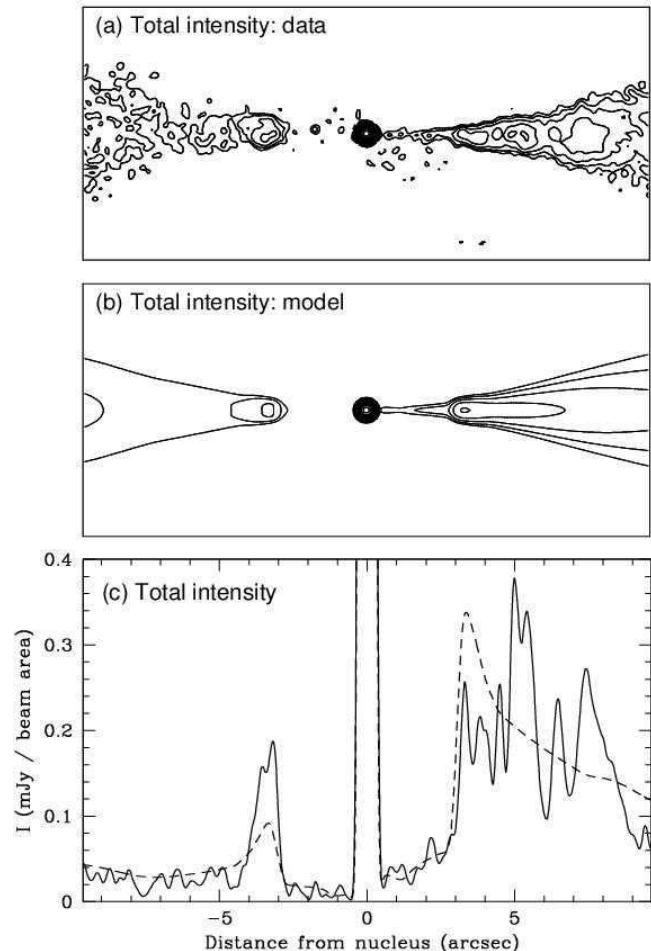 (a) Total intensity: data
(b) Total intensity: model
(c) Total intensity
0.4
0.3
0.2
0.1
0
I (mJy / beam area)
−5 0 5
Distance from nucleus (arcsec)